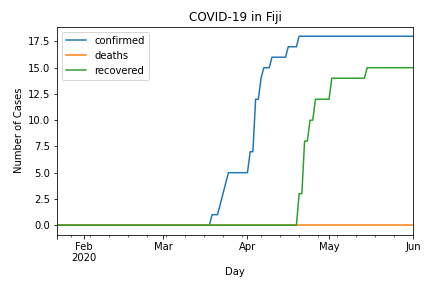 COVID-19 in Fiji
confirmed
deaths
recovered
17.5
15.0
12.5
10.0
7.5
5.0
2.5
0.0
Number of Cases
Feb Mar Apr May Jun
2020
Day